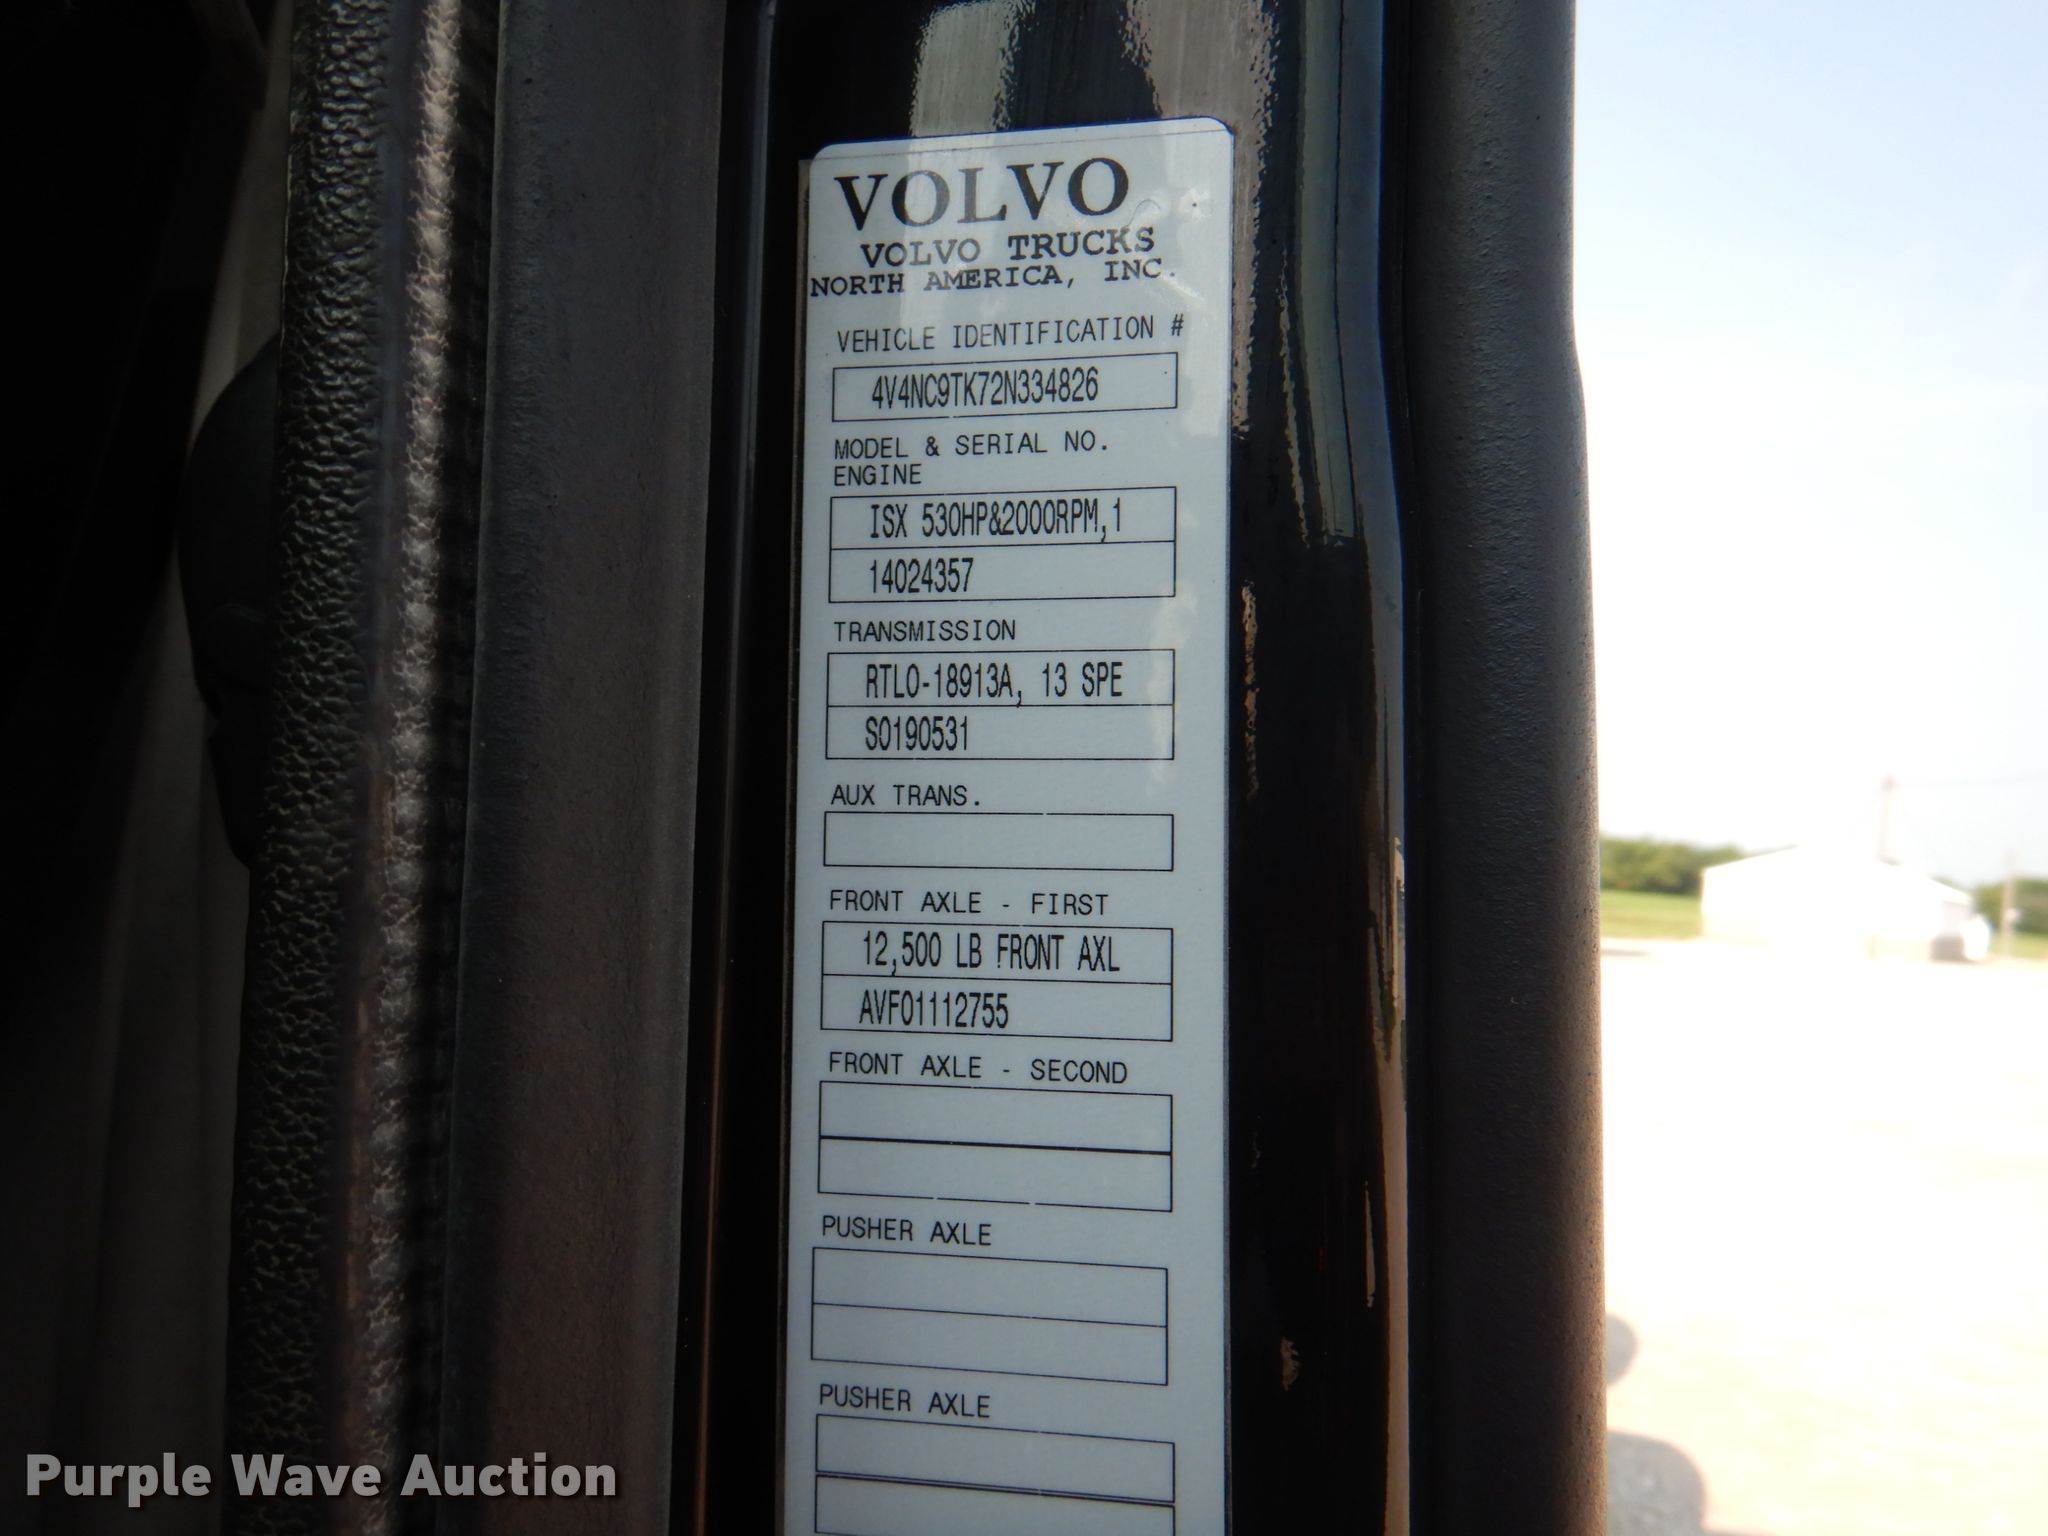 VOLVO
VOLVO TRUCKS
NORTH AMERICA, INC.
VEHICLE IDENTIFICATION #
4V4NC9TK72N334826
MODEL & SERIAL NO.
ENGINE
ISX 530HP&2000RPM,1
14024357
TRANSMISSION
RTLO-18913A, 13 SPE
S0190531
AUX TRANS.
FRONT AXLE - FIRST
12,500 LB FRONT AXL
AVF01112755
FRONT AXLE - SECOND
PUSHER AXLE
PUSHER AXLE
Purple Wave Auction